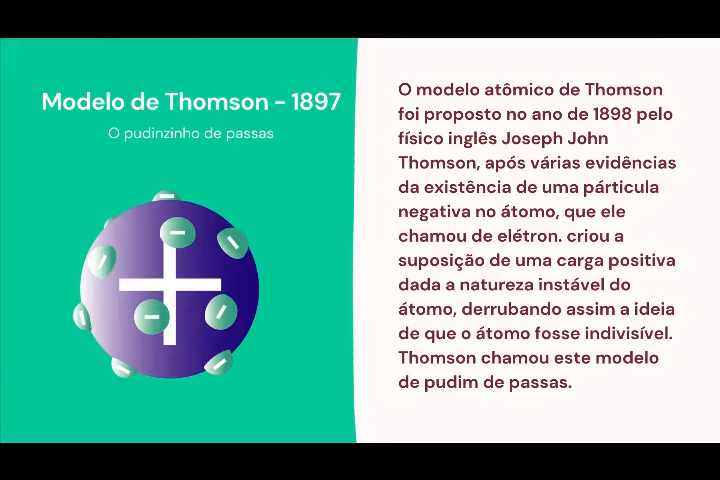 Modelo de Thomson - 1897
O pudinzinho de passas
O modelo atômico de Thomson
foi proposto no ano de 1898 pelo
físico inglês Joseph John
Thomson, após várias evidências
da existência de uma párticula
negativa no átomo, que ele
chamou de elétron. criou a
suposição de uma carga positiva
dada a natureza instável do
átomo, derrubando assim a ideia
de que o átomo fosse indivisível.
Thomson chamou este modelo
de pudim de passas.